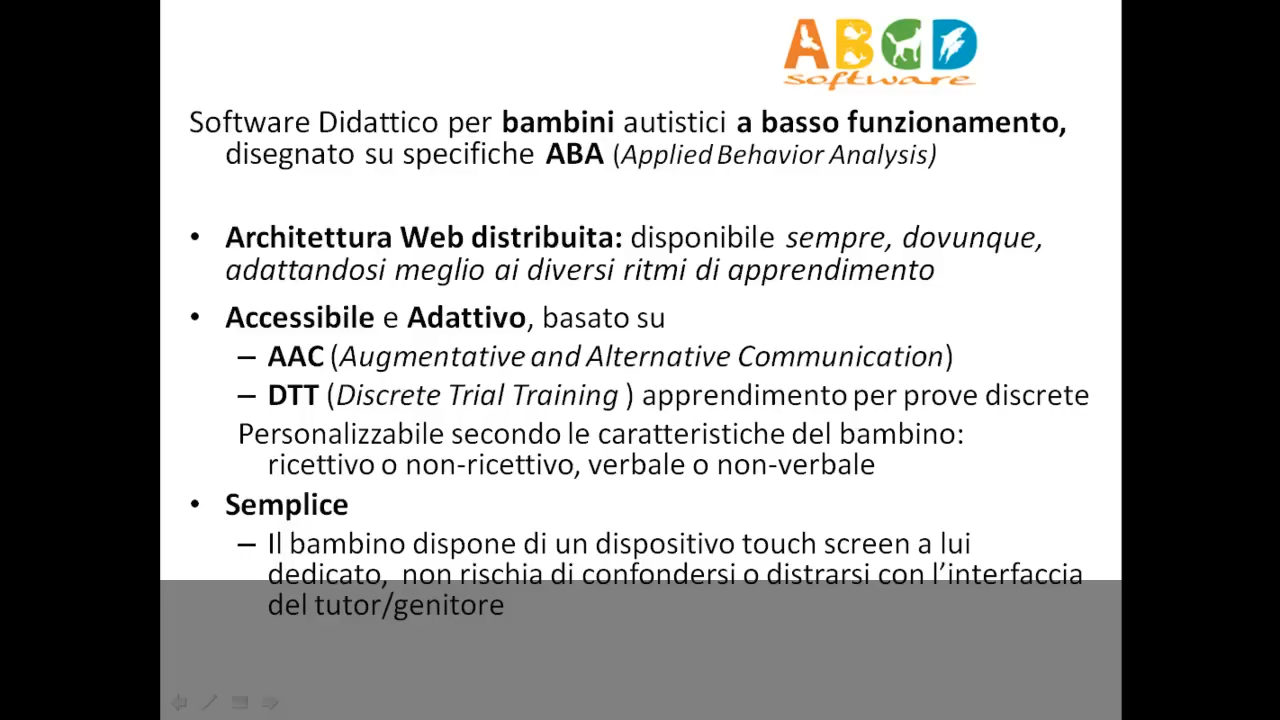 ABCD
software
Software Didattico per bambini autistici a basso funzionamento,
disegnato su specifiche ABA (Applied Behavior Analysis)
• Architettura Web distribuita: disponibile sempre, dovunque,
adattandosi meglio ai diversi ritmi di apprendimento
• Accessibile e Adattivo, basato su
– AAC (Augmentative and Alternative Communication)
– DTT (Discrete Trial Training ) apprendimento per prove discrete
Personalizzabile secondo le caratteristiche del bambino:
ricettivo o non-ricettivo, verbale o non-verbale
• Semplice
– Il bambino dispone di un dispositivo touch screen a lui
dedicato, non rischia di confondersi o distrarsi con l’interfaccia
del tutor/genitore